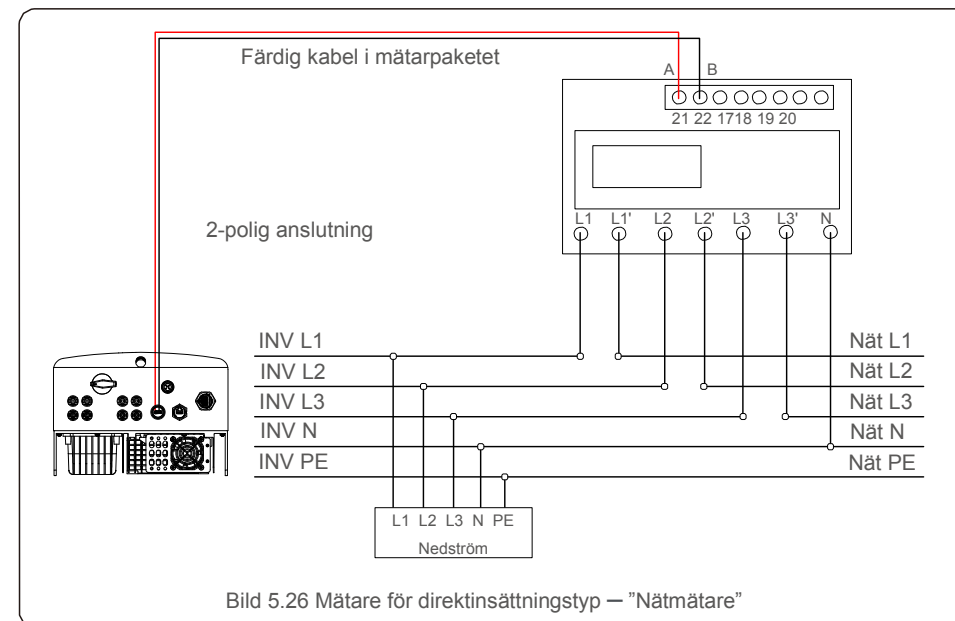 Färdig kabel i mätarpaketet
A B
21 22 1718 19 20
2-polig anslutning
L1 L1' L2 L2' L3 L3' N
INV L1 Nät L1
INV L2 Nät L2
INV L3 Nät L3
INV N Nät N
INV PE Nät PE
L1 L2 L3 N PE
Nedström
Bild 5.26 Mätare för direktinsättningstyp — ”Nätmätare”